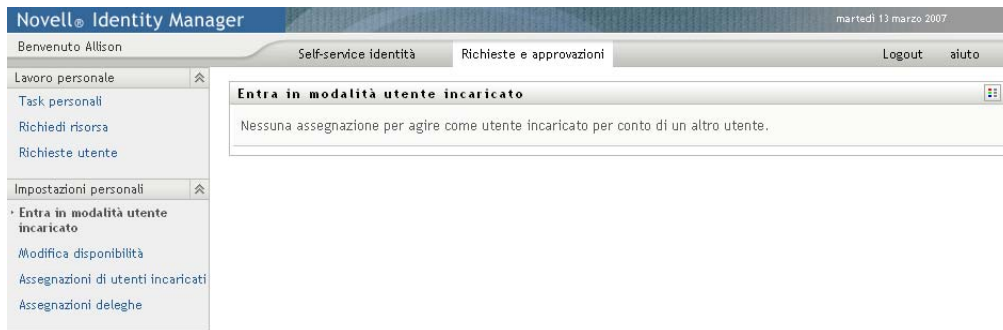 Novell® Identity Manager
martedì 13 marzo 2007
Benvenuto Allison
Self-service identità
Richieste e approvazioni
Logout
aiuto
Lavoro personale
Task personali
Richiedi risorsa
Richieste utente
Impostazioni personali
Entra in modalità utente
incaricato
Modifica disponibilità
Assegnazioni di utenti incaricati
Assegnazioni deleghe
Entra in modalità utente incaricato
Nessuna assegnazione per agire come utente incaricato per conto di un altro utente.